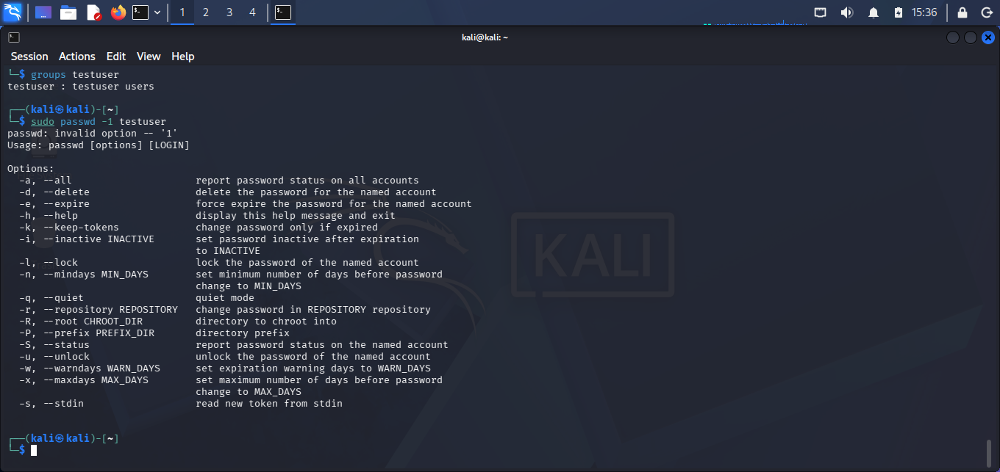 1 2 3 4 15:36
kali@kali: ~
Session Actions Edit View Help
└─$ groups testuser
testuser : testuser users
┌──(kali㉿kali)-[~]
└─$ sudo passwd -1 testuser
passwd: invalid option -- '1'
Usage: passwd [options] [LOGIN]
Options:
-a, --all report password status on all accounts
-d, --delete delete the password for the named account
-e, --expire force expire the password for the named account
-h, --help display this help message and exit
-k, --keep-tokens change password only if expired
-i, --inactive INACTIVE set password inactive after expiration
to INACTIVE
-l, --lock lock the password of the named account
-n, --mindays MIN_DAYS set minimum number of days before password
change to MIN_DAYS
-q, --quiet quiet mode
-r, --repository REPOSITORY change password in REPOSITORY repository
-R, --root CHROOT_DIR directory to chroot into
-P, --prefix PREFIX_DIR directory prefix
-S, --status report password status on the named account
-u, --unlock unlock the password of the named account
-w, --warndays WARN_DAYS set expiration warning days to WARN_DAYS
-x, --maxdays MAX_DAYS set maximum number of days before password
change to MAX_DAYS
-s, --stdin read new token from stdin
KALI
┌──(kali㉿kali)-[~]
└─$